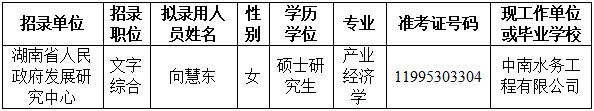 招录单位 招录职位 拟录用人员姓名 性别 学历学位 专业 准考证号码 现工作单位或毕业学校
湖南省人民政府发展研究中心 文字综合 向慧东 女 硕士研究生 产业经济学 11995303304 中南水务工程有限公司